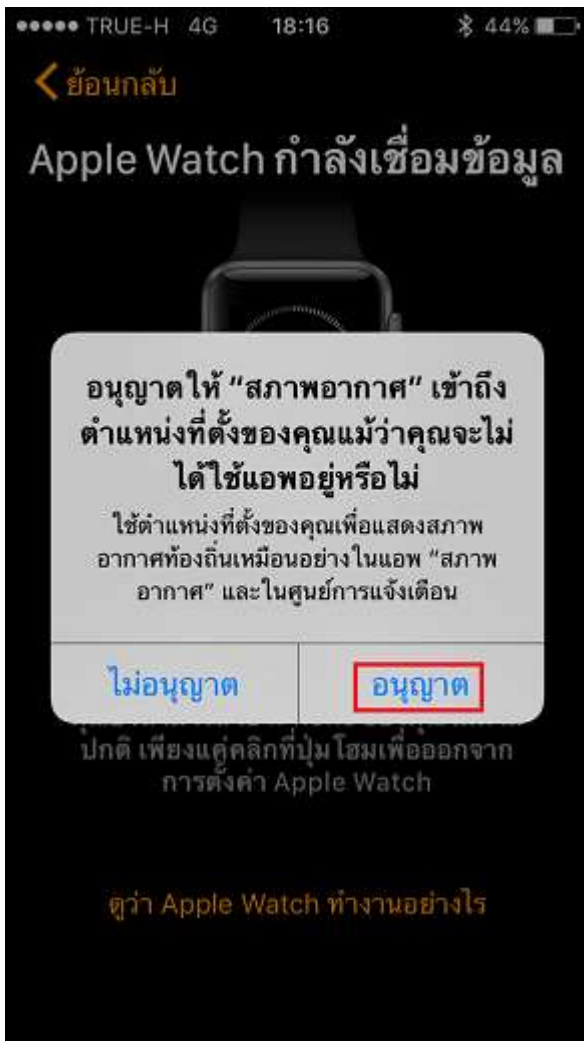 TRUE-H 4G 18:16 44%
ย้อนกลับ
Apple Watch กำลังเชื่อมข้อมูล
อนุญาตให้ “สภาพอากาศ” เข้าถึง
ตำแหน่งที่ตั้งของคุณแม้ว่าคุณจะไม่
ได้ใช้แอพอยู่หรือไม่
ใช้ตำแหน่งที่ตั้งของคุณเพื่อแสดงสภาพ
อากาศท้องถิ่นเหมือนอย่างในแอพ “สภาพ
อากาศ” และในศูนย์การแจ้งเตือน
ไม่อนุญาต อนุญาต
ปกติ เพียงแค่คลิกที่ปุ่มโฮมเพื่อออกจาก
การตั้งค่า Apple Watch
ดูว่า Apple Watch ทำงานอย่างไร